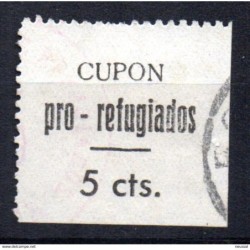 CUPON
pro - refugiados
5 cts.